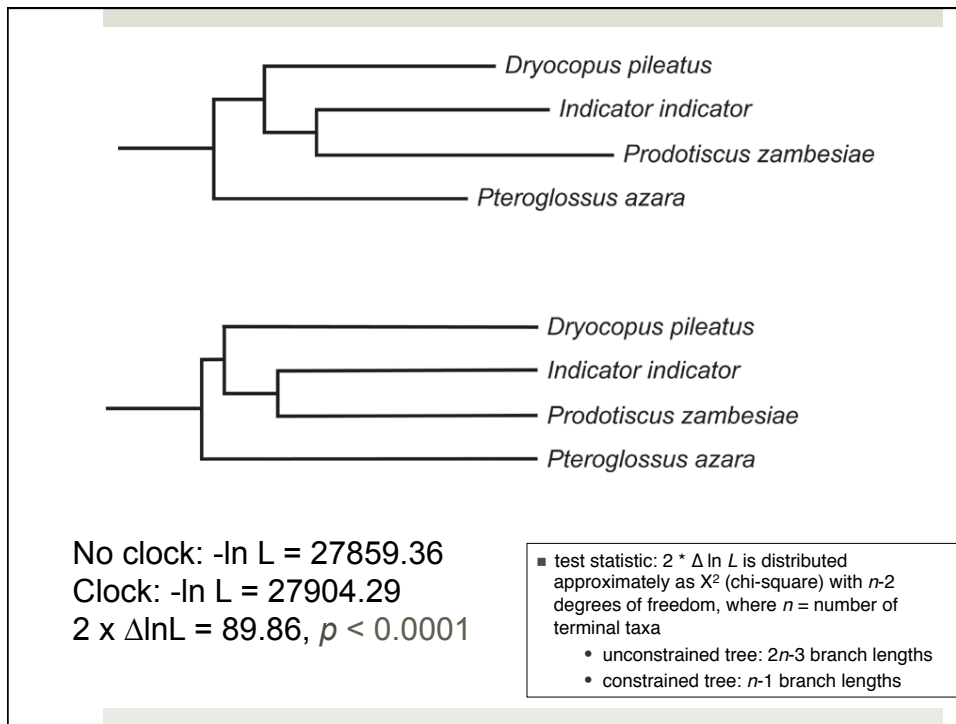 Dryocopus pileatus
Indicator indicator
Prodotiscus zambesiae
Pteroglossus azara
Dryocopus pileatus
Indicator indicator
Prodotiscus zambesiae
Pteroglossus azara
No clock: -ln L = 27859.36
Clock: -ln L = 27904.29
2 x ΔlnL = 89.86, p < 0.0001
■ test statistic: 2 * Δ ln L is distributed
approximately as X² (chi-square) with n-2
degrees of freedom, where n = number of
terminal taxa
• unconstrained tree: 2n-3 branch lengths
• constrained tree: n-1 branch lengths